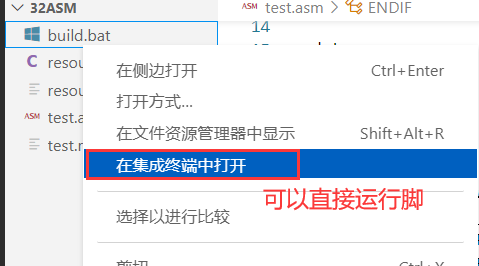 32ASM
ASM test.asm > ENDIF
14
build.bat
C resou
resou
ASM test.a
test.r
在侧边打开 Ctrl+Enter
打开方式...
在文件资源管理器中显示 Shift+Alt+R
在集成终端中打开
可以直接运行脚
选择以进行比较